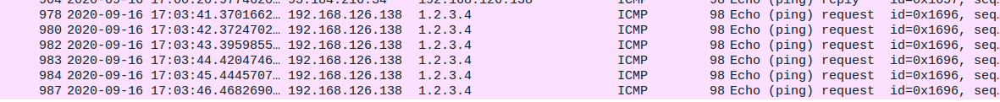 978 2020-09-16 17:03:41.3701662… 192.168.126.138 1.2.3.4 ICMP 98 Echo (ping) request id=0x1696, seq…
980 2020-09-16 17:03:42.3724702… 192.168.126.138 1.2.3.4 ICMP 98 Echo (ping) request id=0x1696, seq…
982 2020-09-16 17:03:43.3959855… 192.168.126.138 1.2.3.4 ICMP 98 Echo (ping) request id=0x1696, seq…
983 2020-09-16 17:03:44.4204746… 192.168.126.138 1.2.3.4 ICMP 98 Echo (ping) request id=0x1696, seq…
984 2020-09-16 17:03:45.4445707… 192.168.126.138 1.2.3.4 ICMP 98 Echo (ping) request id=0x1696, seq…
987 2020-09-16 17:03:46.4682690… 192.168.126.138 1.2.3.4 ICMP 98 Echo (ping) request id=0x1696, seq…